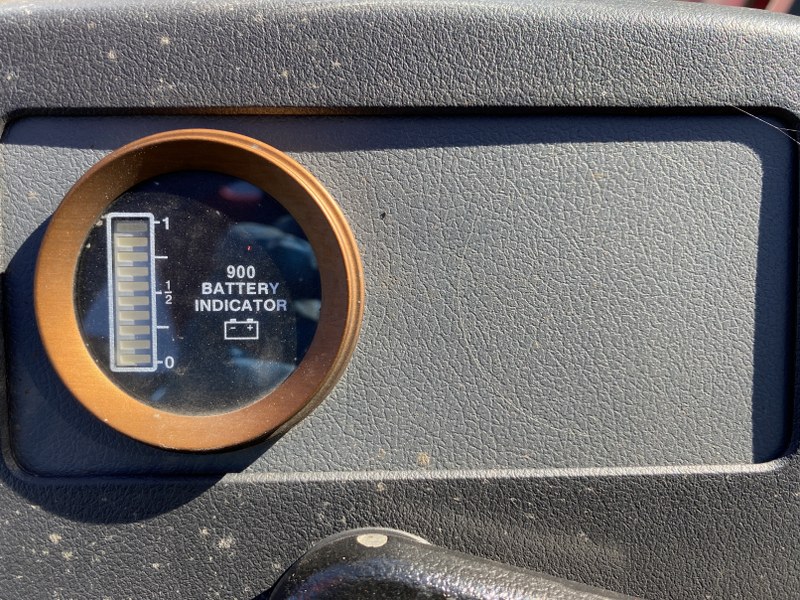 1
1/2
0
900
BATTERY
INDICATOR
- +